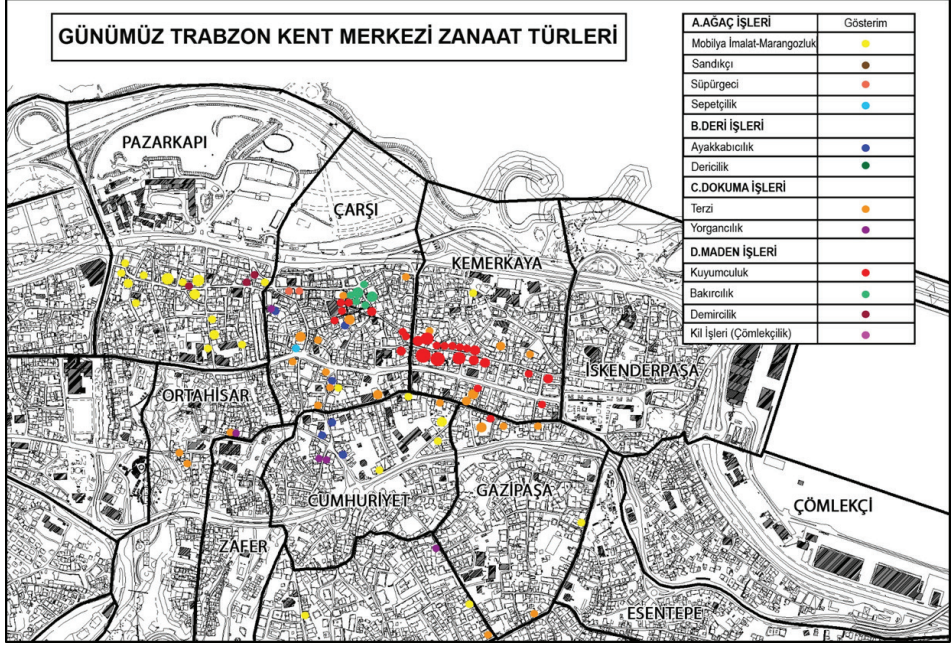 GÜNÜMÜZ TRABZON KENT MERKEZİ ZANAAT TÜRLERİ
A.AĞAÇ İŞLERİ Gösterim
Mobilya İmalat-Marangozluk
Sandıkçı
Süpürgeci
Sepetçilik
B.DERİ İŞLERİ
Ayakkabıcılık
Dericilik
C.DOKUMA İŞLERİ
Terzi
Yorgancılık
D.MADEN İŞLERİ
Kuyumculuk
Bakırcılık
Demircilik
Kil İşleri (Çömlekçilik)
PAZARKAPI
ÇARŞI
KEMERKAYA
İSKENDERPAŞA
ORTAHİSAR
CUMHURİYET
GAZİPAŞA
ÇÖMLEKÇİ
ZAFER
ESENTEPE